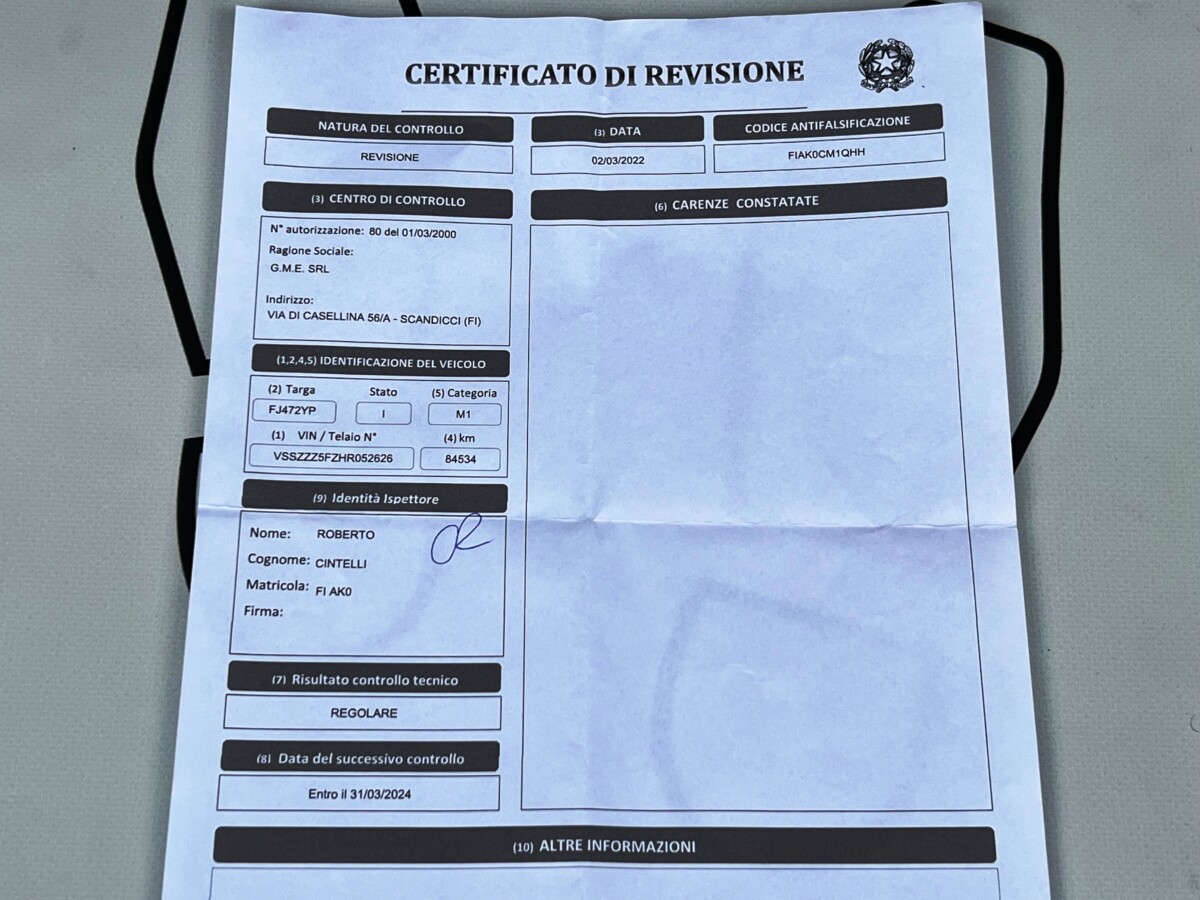 CERTIFICATO DI REVISIONE
NATURA DEL CONTROLLO
REVISIONE
(3) DATA
02/03/2022
CODICE ANTIFALSIFICAZIONE
FIAK0CM1QHH
(3) CENTRO DI CONTROLLO
N° autorizzazione: 80 del 01/03/2000
Ragione Sociale:
G.M.E. SRL
Indirizzo:
VIA DI CASELLINA 56/A - SCANDICCI (FI)
(6) CARENZE CONSTATATE
(1,2,4,5) IDENTIFICAZIONE DEL VEICOLO
(2) Targa Stato (5) Categoria
FJ472YP I M1
(1) VIN / Telaio N° (4) km
VSSZZZ5FZHR052626 84534
(9) Identità Ispettore
Nome: ROBERTO
Cognome: CINTELLI
Matricola: FI AK0
Firma:
(7) Risultato controllo tecnico
REGOLARE
(8) Data del successivo controllo
Entro il 31/03/2024
(10) ALTRE INFORMAZIONI